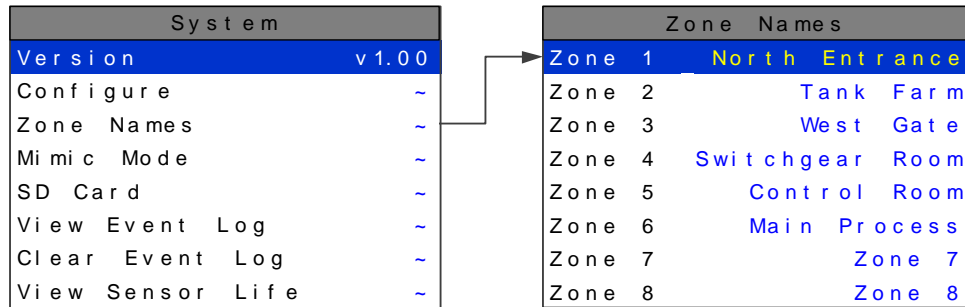 System
Version v1.00
Configure ~
Zone Names ~
Mimic Mode ~
SD Card ~
View Event Log ~
Clear Event Log ~
View Sensor Life ~
Zone Names
Zone 1 _ North Entrance
Zone 2 Tank Farm
Zone 3 West Gate
Zone 4 Switchgear Room
Zone 5 Control Room
Zone 6 Main Process
Zone 7 Zone 7
Zone 8 Zone 8